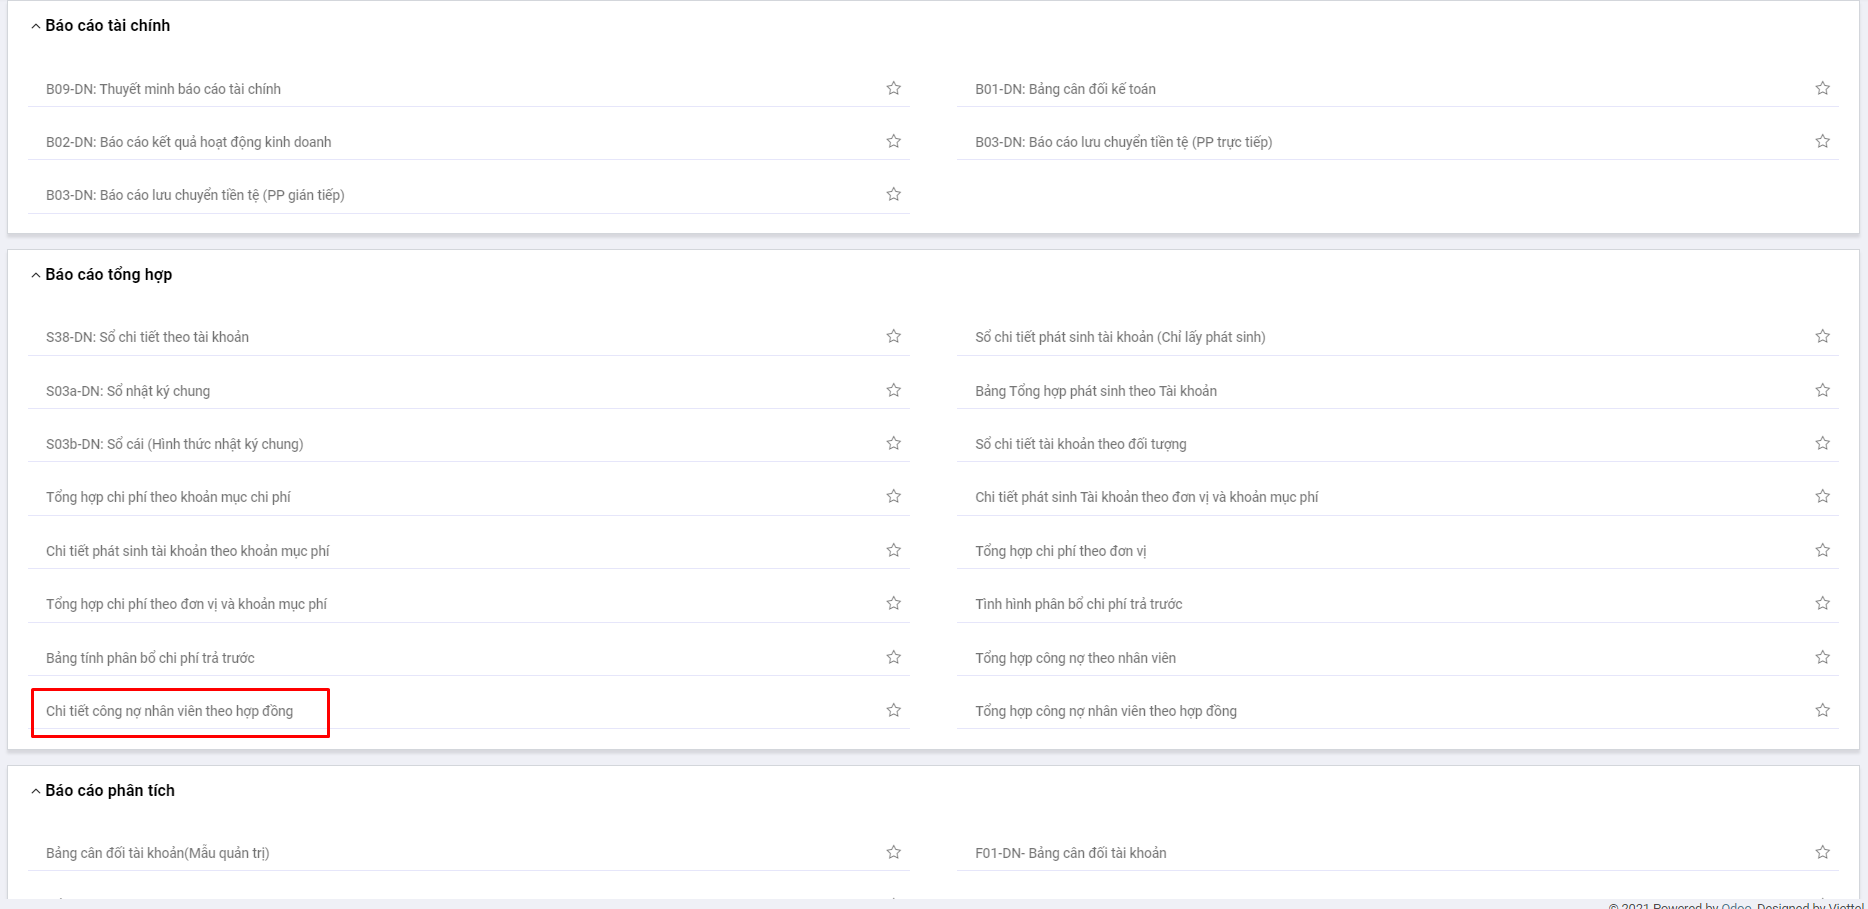 Báo cáo tài chính
B09-DN: Thuyết minh báo cáo tài chính
B01-DN: Bảng cân đối kế toán
B02-DN: Báo cáo kết quả hoạt động kinh doanh
B03-DN: Báo cáo lưu chuyển tiền tệ (PP trực tiếp)
B03-DN: Báo cáo lưu chuyển tiền tệ (PP gián tiếp)
Báo cáo tổng hợp
S38-DN: Sổ chi tiết theo tài khoản
Sổ chi tiết phát sinh tài khoản (Chỉ lấy phát sinh)
S03a-DN: Sổ nhật ký chung
Bảng Tổng hợp phát sinh theo Tài khoản
S03b-DN: Sổ cái (Hình thức nhật ký chung)
Sổ chi tiết tài khoản theo đối tượng
Tổng hợp chi phí theo khoản mục chi phí
Chi tiết phát sinh Tài khoản theo đơn vị và khoản mục phí
Chi tiết phát sinh tài khoản theo khoản mục phí
Tổng hợp chi phí theo đơn vị
Tổng hợp chi phí theo đơn vị và khoản mục phí
Tình hình phân bổ chi phí trả trước
Bảng tính phân bổ chi phí trả trước
Tổng hợp công nợ theo nhân viên
Chi tiết công nợ nhân viên theo hợp đồng
Tổng hợp công nợ nhân viên theo hợp đồng
Báo cáo phân tích
Bảng cân đối tài khoản(Mẫu quản trị)
F01-DN- Bảng cân đối tài khoản
© 2021 Powered by Odoo. Designed by Viettel